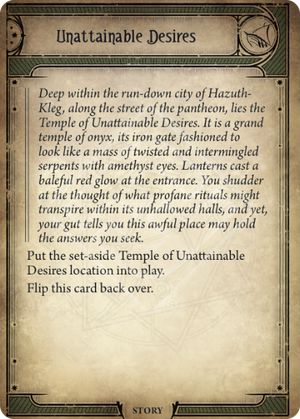 Unattainable Desires
Deep within the run-down city of Hazuth-
Kleg, along the street of the pantheon, lies the
Temple of Unattainable Desires. It is a grand
temple of onyx, its iron gate fashioned to
look like a mass of twisted and intermingled
serpents with amethyst eyes. Lanterns cast a
baleful red glow at the entrance. You shudder
at the thought of what profane rituals might
transpire within its unhallowed halls, and yet,
your gut tells you this awful place may hold
the answers you seek.
Put the set-aside Temple of Unattainable
Desires location into play.
Flip this card back over.
STORY